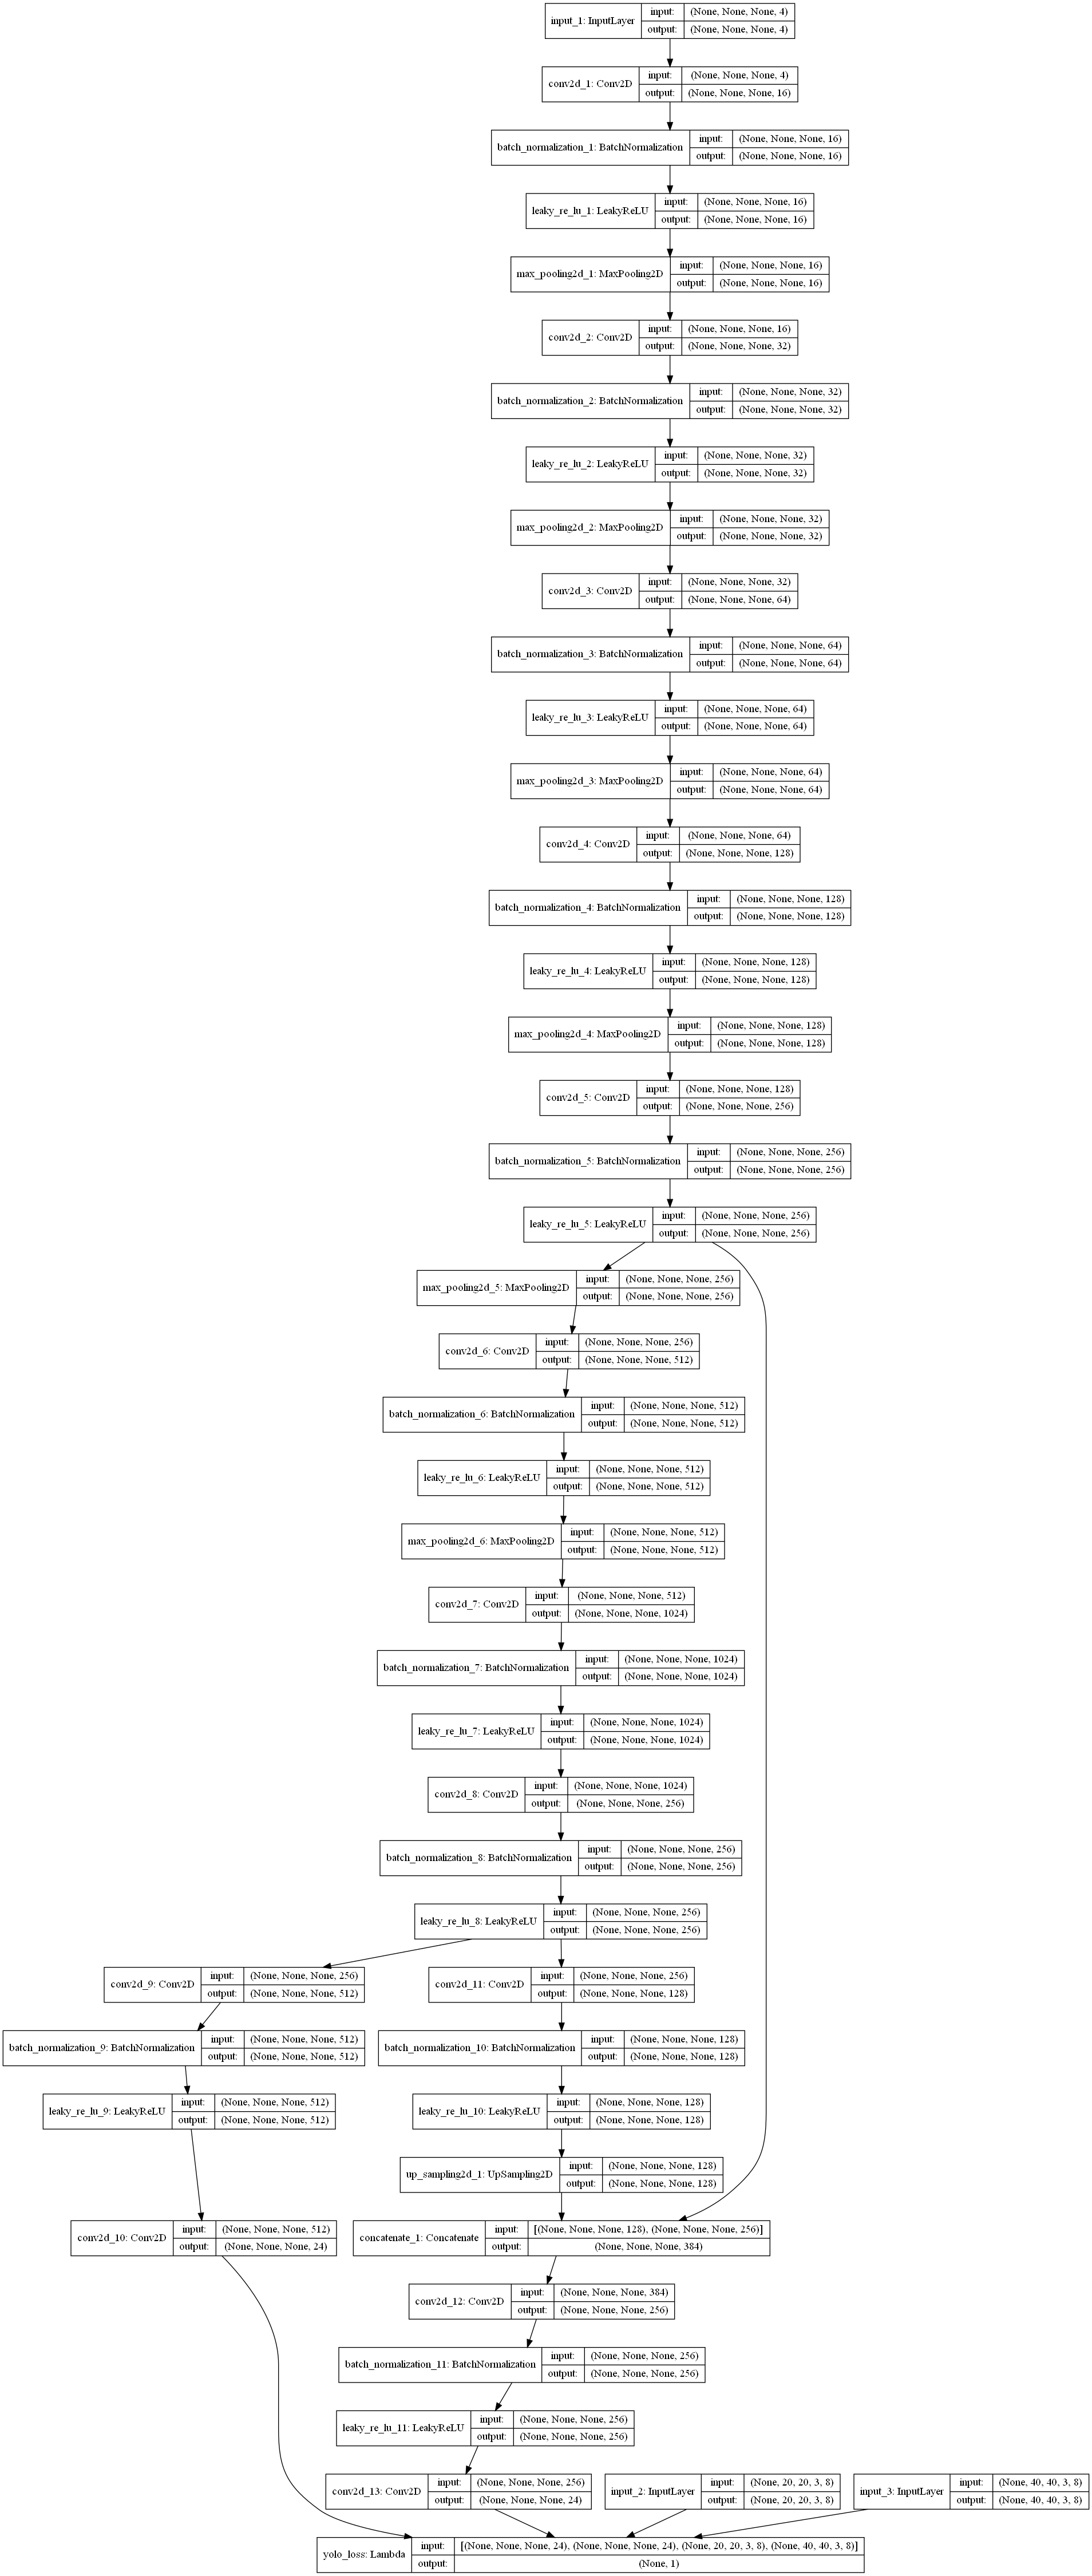 input_1: InputLayer input: (None, None, None, 4)
output: (None, None, None, 4)
conv2d_1: Conv2D input: (None, None, None, 4)
output: (None, None, None, 16)
batch_normalization_1: BatchNormalization input: (None, None, None, 16)
output: (None, None, None, 16)
leaky_re_lu_1: LeakyReLU input: (None, None, None, 16)
output: (None, None, None, 16)
max_pooling2d_1: MaxPooling2D input: (None, None, None, 16)
output: (None, None, None, 16)
conv2d_2: Conv2D input: (None, None, None, 16)
output: (None, None, None, 32)
batch_normalization_2: BatchNormalization input: (None, None, None, 32)
output: (None, None, None, 32)
leaky_re_lu_2: LeakyReLU input: (None, None, None, 32)
output: (None, None, None, 32)
max_pooling2d_2: MaxPooling2D input: (None, None, None, 32)
output: (None, None, None, 32)
conv2d_3: Conv2D input: (None, None, None, 32)
output: (None, None, None, 64)
batch_normalization_3: BatchNormalization input: (None, None, None, 64)
output: (None, None, None, 64)
leaky_re_lu_3: LeakyReLU input: (None, None, None, 64)
output: (None, None, None, 64)
max_pooling2d_3: MaxPooling2D input: (None, None, None, 64)
output: (None, None, None, 64)
conv2d_4: Conv2D input: (None, None, None, 64)
output: (None, None, None, 128)
batch_normalization_4: BatchNormalization input: (None, None, None, 128)
output: (None, None, None, 128)
leaky_re_lu_4: LeakyReLU input: (None, None, None, 128)
output: (None, None, None, 128)
max_pooling2d_4: MaxPooling2D input: (None, None, None, 128)
output: (None, None, None, 128)
conv2d_5: Conv2D input: (None, None, None, 128)
output: (None, None, None, 256)
batch_normalization_5: BatchNormalization input: (None, None, None, 256)
output: (None, None, None, 256)
leaky_re_lu_5: LeakyReLU input: (None, None, None, 256)
output: (None, None, None, 256)
max_pooling2d_5: MaxPooling2D input: (None, None, None, 256)
output: (None, None, None, 256)
conv2d_6: Conv2D input: (None, None, None, 256)
output: (None, None, None, 512)
batch_normalization_6: BatchNormalization input: (None, None, None, 512)
output: (None, None, None, 512)
leaky_re_lu_6: LeakyReLU input: (None, None, None, 512)
output: (None, None, None, 512)
max_pooling2d_6: MaxPooling2D input: (None, None, None, 512)
output: (None, None, None, 512)
conv2d_7: Conv2D input: (None, None, None, 512)
output: (None, None, None, 1024)
batch_normalization_7: BatchNormalization input: (None, None, None, 1024)
output: (None, None, None, 1024)
leaky_re_lu_7: LeakyReLU input: (None, None, None, 1024)
output: (None, None, None, 1024)
conv2d_8: Conv2D input: (None, None, None, 1024)
output: (None, None, None, 256)
batch_normalization_8: BatchNormalization input: (None, None, None, 256)
output: (None, None, None, 256)
leaky_re_lu_8: LeakyReLU input: (None, None, None, 256)
output: (None, None, None, 256)
conv2d_9: Conv2D input: (None, None, None, 256)
output: (None, None, None, 512)
conv2d_11: Conv2D input: (None, None, None, 256)
output: (None, None, None, 128)
batch_normalization_9: BatchNormalization input: (None, None, None, 512)
output: (None, None, None, 512)
batch_normalization_10: BatchNormalization input: (None, None, None, 128)
output: (None, None, None, 128)
leaky_re_lu_9: LeakyReLU input: (None, None, None, 512)
output: (None, None, None, 512)
leaky_re_lu_10: LeakyReLU input: (None, None, None, 128)
output: (None, None, None, 128)
up_sampling2d_1: UpSampling2D input: (None, None, None, 128)
output: (None, None, None, 128)
conv2d_10: Conv2D input: (None, None, None, 512)
output: (None, None, None, 24)
concatenate_1: Concatenate input: [(None, None, None, 128), (None, None, None, 256)]
output: (None, None, None, 384)
conv2d_12: Conv2D input: (None, None, None, 384)
output: (None, None, None, 256)
batch_normalization_11: BatchNormalization input: (None, None, None, 256)
output: (None, None, None, 256)
leaky_re_lu_11: LeakyReLU input: (None, None, None, 256)
output: (None, None, None, 256)
conv2d_13: Conv2D input: (None, None, None, 256)
output: (None, None, None, 24)
input_2: InputLayer input: (None, 20, 20, 3, 8)
output: (None, 20, 20, 3, 8)
input_3: InputLayer input: (None, 40, 40, 3, 8)
output: (None, 40, 40, 3, 8)
yolo_loss: Lambda input: [(None, None, None, 24), (None, None, None, 24), (None, 20, 20, 3, 8), (None, 40, 40, 3, 8)]
output: (None, 1)